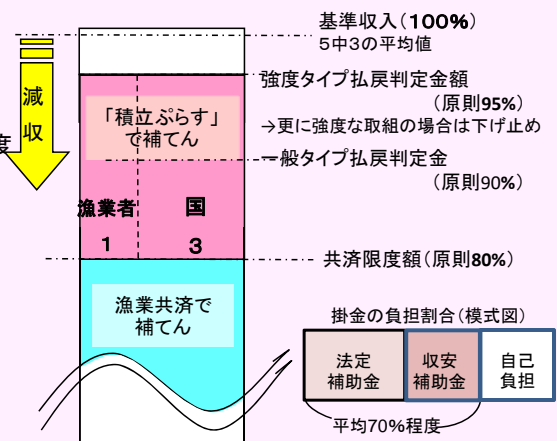 基準収入(100%)
5中3の平均値
強度タイプ払戻判定金額
(原則95%)
→更に強度な取組の場合は下げ止め
一般タイプ払戻判定金
(原則90%)
減
収
度
「積立ぷらす」
で補てん
漁業者
1
国
3
共済限度額(原則80%)
漁業共済で
補てん
掛金の負担割合(模式図)
法定
補助金
収安
補助金
自己
負担
平均70%程度